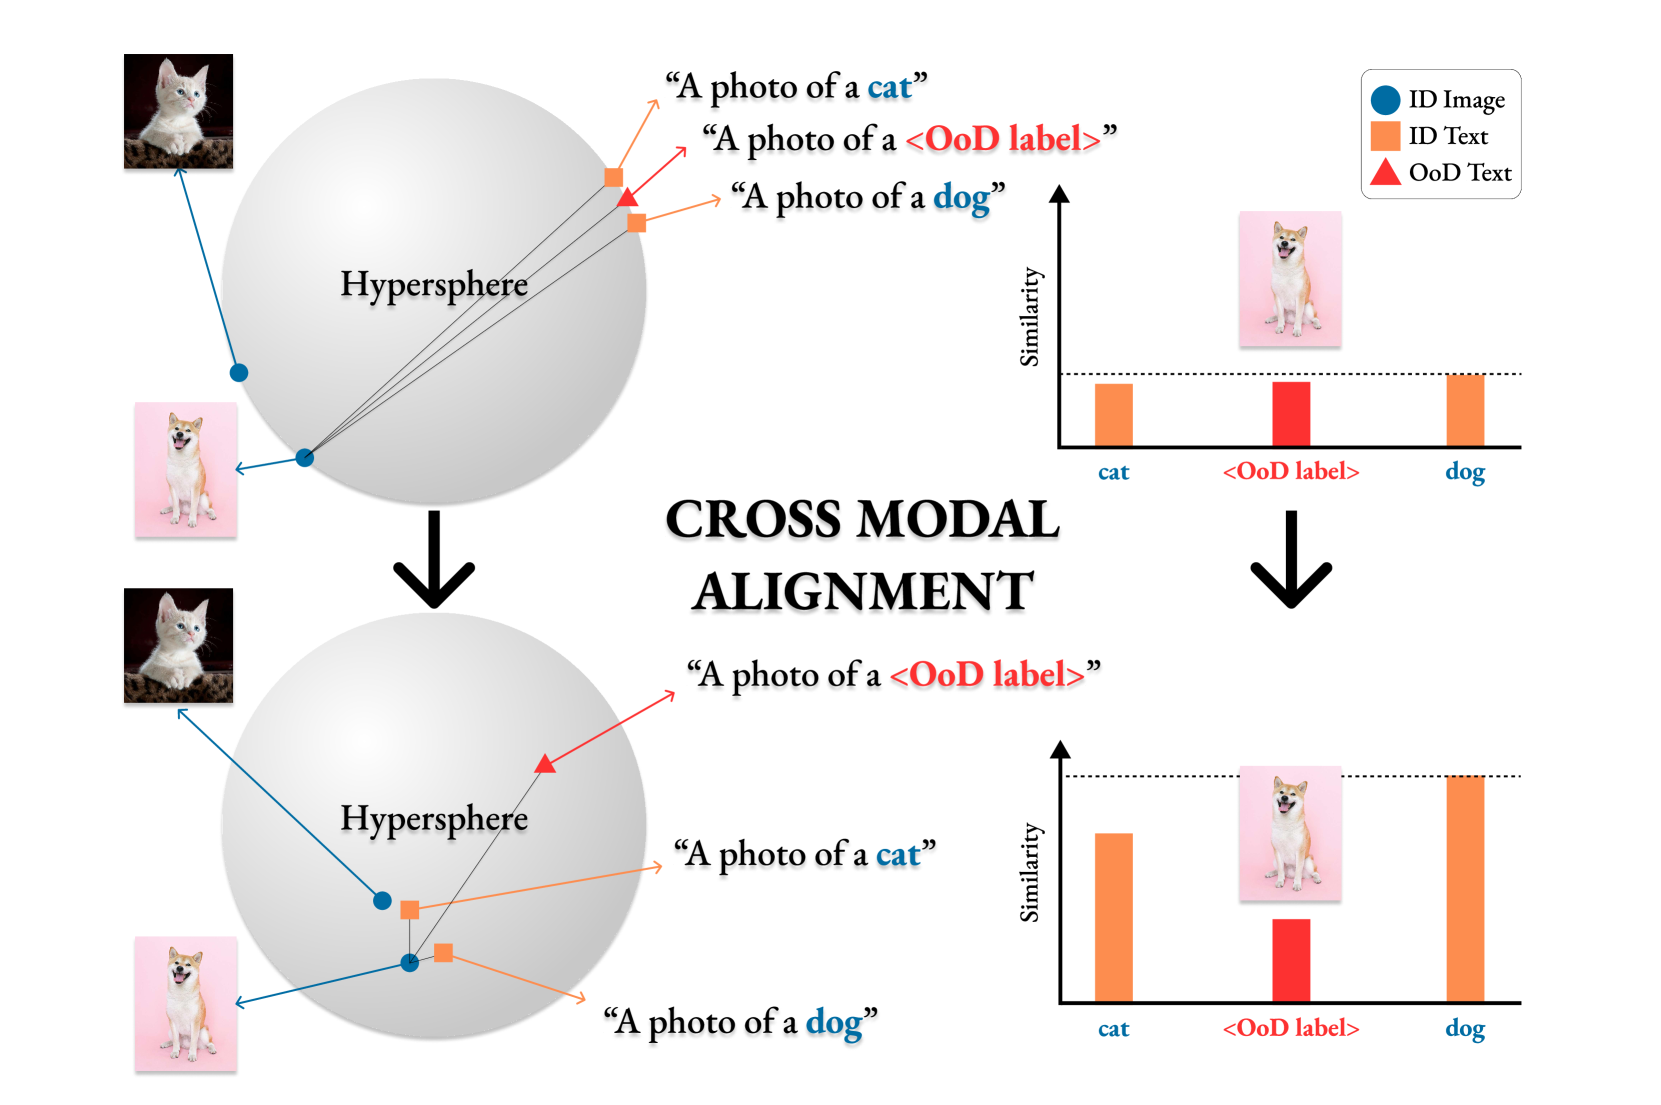 “A photo of a cat”
“A photo of a <OoD label>”
“A photo of a dog”
Hypersphere
ID Image
ID Text
OoD Text
Similarity
cat
<OoD label>
dog
CROSS MODAL
ALIGNMENT
“A photo of a <OoD label>”
Hypersphere
“A photo of a cat”
“A photo of a dog”
Similarity
cat
<OoD label>
dog